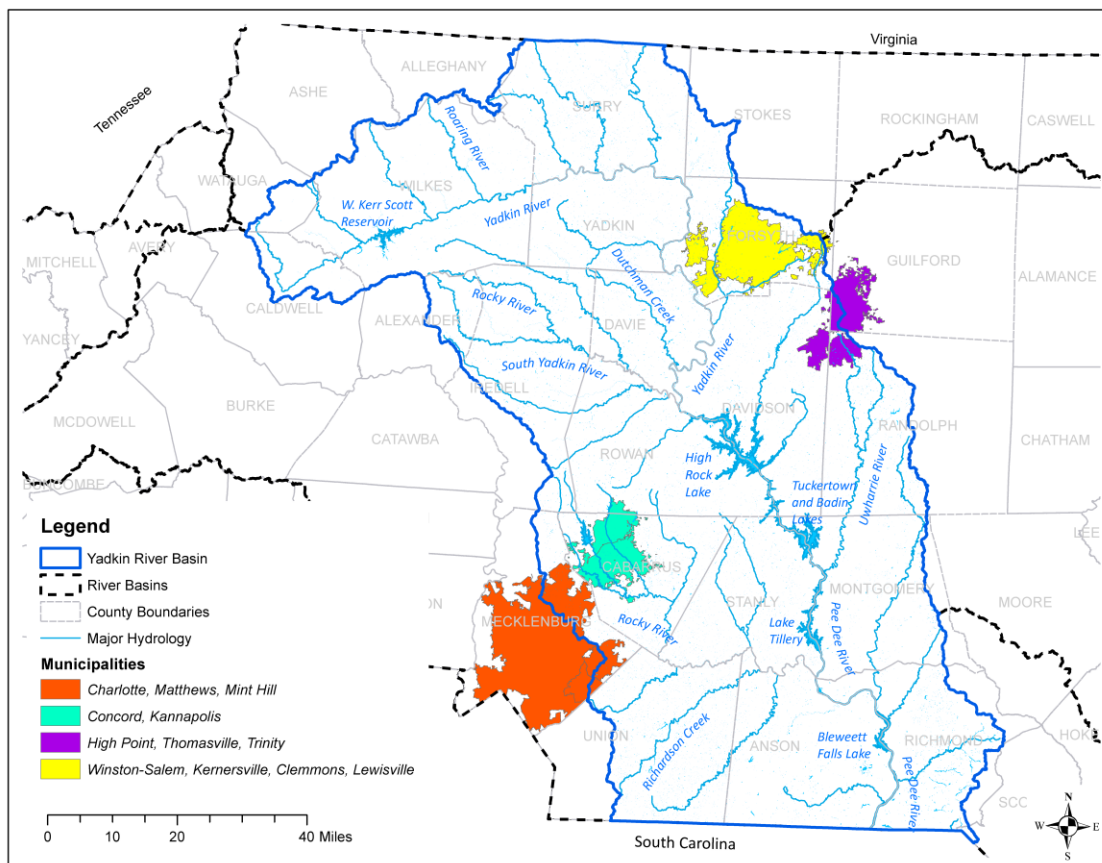 Virginia
Tennessee
ALLEGHANY
ASHE
SURRY
STOKES
ROCKINGHAM
CASWELL
Roaring River
WATAUGA
WILKES
W. Kerr Scott
Reservoir
Yadkin River
YADKIN
FORSYTH
GUILFORD
ALAMANCE
AVERY
MITCHELL
CALDWELL
Dutchman Creek
Rocky River
ALEXANDER
DAVIE
YANCEY
South Yadkin River
Yadkin River
IREDELL
BURKE
MCDOWELL
CATAWBA
DAVIDSON
RANDOLPH
CHATHAM
ROWAN
High
Rock
Lake
Tuckertown
and Badin
Lakes
Uwharrie River
BUNCOMBE
LEE
CABARRUS
STANLY
MONTGOMERY
MOORE
MECKLENBURG
ON
Rocky River
Lake
Tillery
Pee Dee River
UNION
Richardson Creek
ANSON
Bleweett
Falls Lake
RICHMOND
HOKE
Pee Dee River
SCC
South Carolina
Legend
Yadkin River Basin
River Basins
County Boundaries
Major Hydrology
Municipalities
Charlotte, Matthews, Mint Hill
Concord, Kannapolis
High Point, Thomasville, Trinity
Winston-Salem, Kernersville, Clemmons, Lewisville
0 10 20 40 Miles
N
W E
S